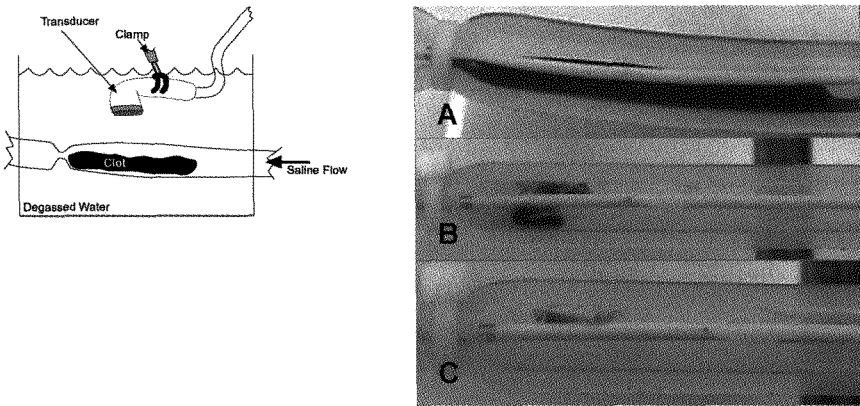 Transducer
Clamp
Clot
Saline Flow
Degassed Water
A
B
C